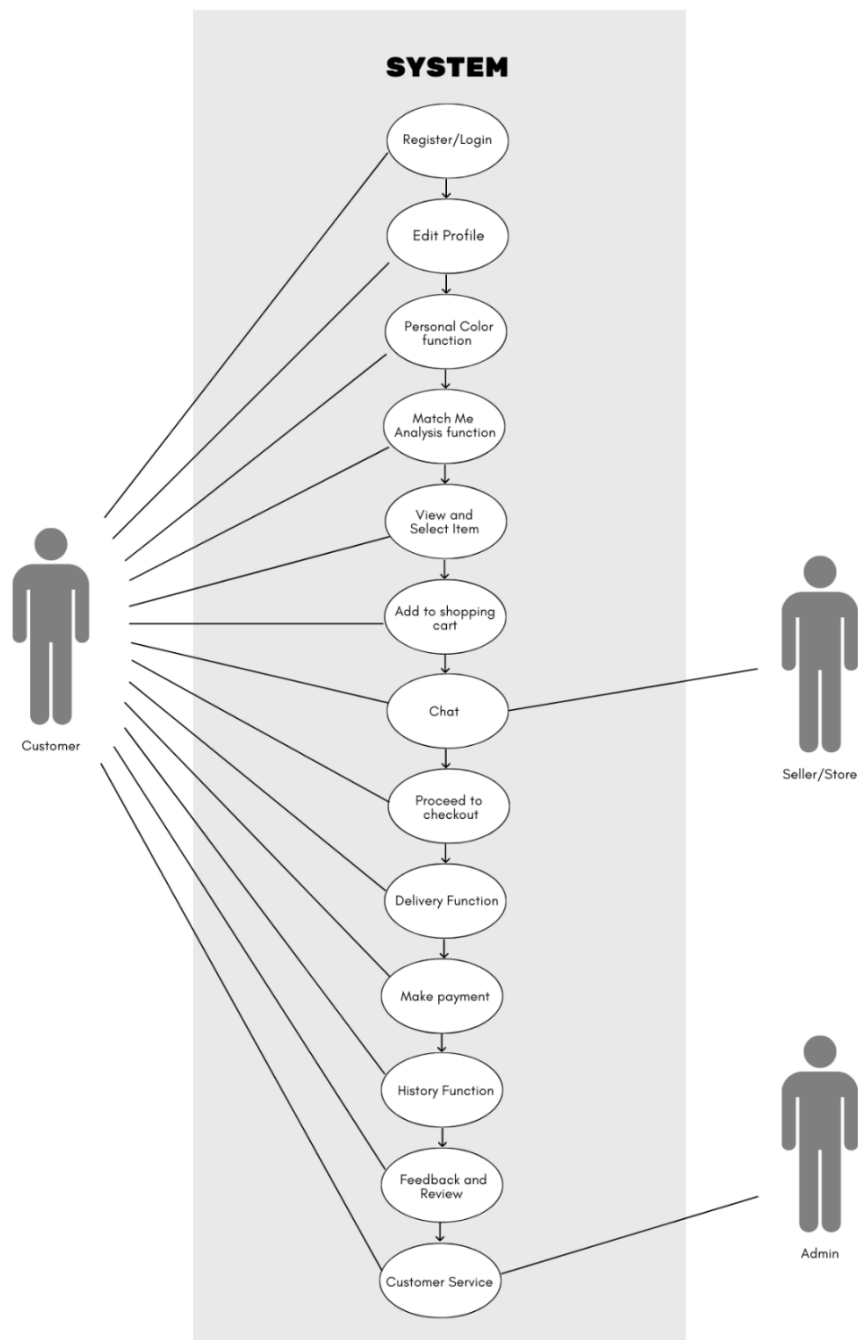 SYSTEM
Register/Login
Edit Profile
Personal Color
function
Match Me
Analysis function
View and
Select Item
Add to shopping
cart
Chat
Customer
Seller/Store
Proceed to
checkout
Delivery Function
Make payment
History Function
Feedback and
Review
Admin
Customer Service